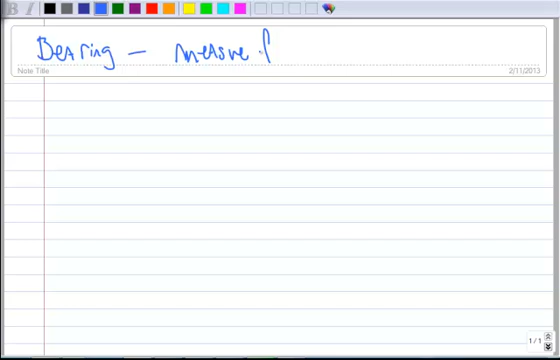 B I
Bearing – measure f
Note Title
2/11/2013
1 / 1